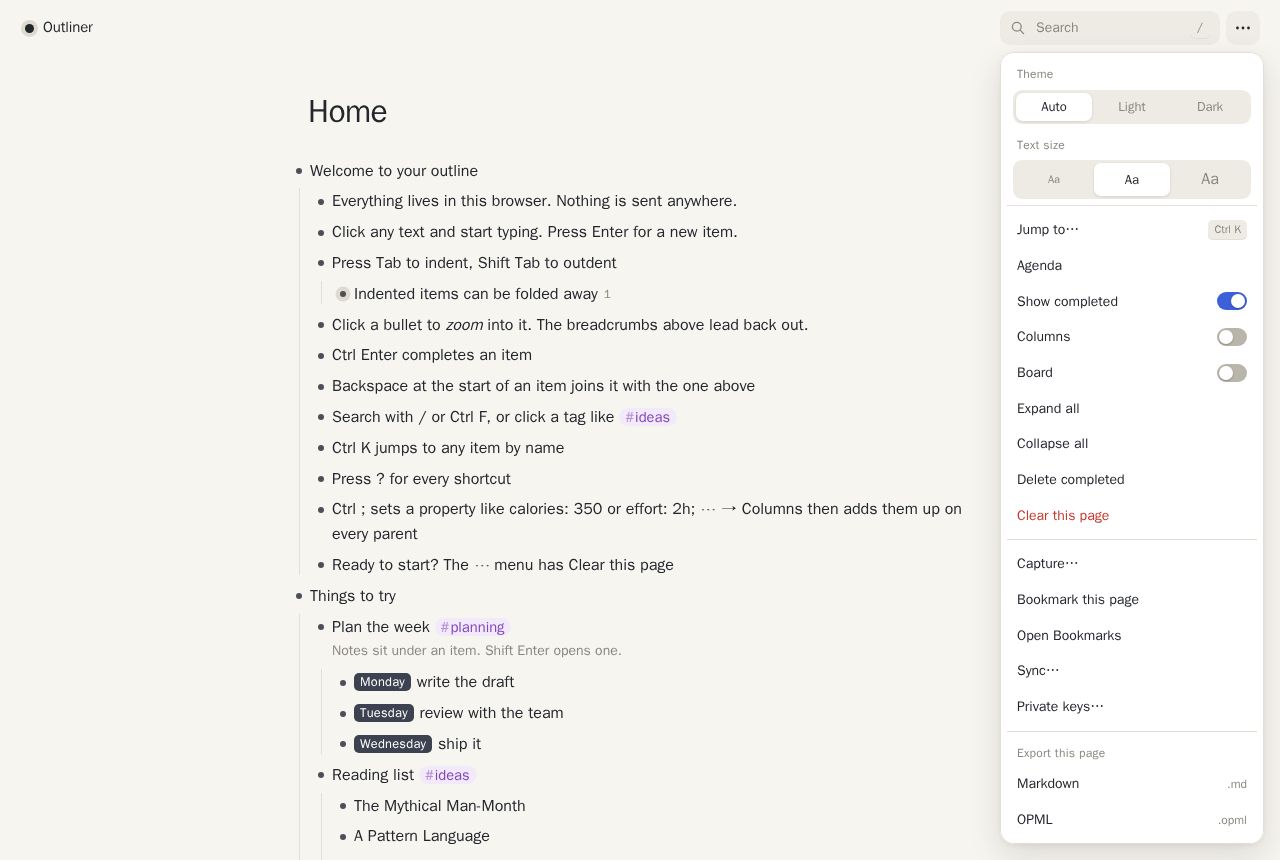 Outliner
Search /
Home
Welcome to your outline
Everything lives in this browser. Nothing is sent anywhere.
Click any text and start typing. Press Enter for a new item.
Press Tab to indent, Shift Tab to outdent
Indented items can be folded away 1
Click a bullet to zoom into it. The breadcrumbs above lead back out.
Ctrl Enter completes an item
Backspace at the start of an item joins it with the one above
Search with / or Ctrl F, or click a tag like #ideas
Ctrl K jumps to any item by name
Press ? for every shortcut
Ctrl ; sets a property like calories: 350 or effort: 2h; ⋯ → Columns then adds them up on
every parent
Ready to start? The ⋯ menu has Clear this page
Things to try
Plan the week #planning
Notes sit under an item. Shift Enter opens one.
Monday write the draft
Tuesday review with the team
Wednesday ship it
Reading list #ideas
The Mythical Man-Month
A Pattern Language
Theme
Auto Light Dark
Text size
Aa Aa Aa
Jump to… Ctrl K
Agenda
Show completed
Columns
Board
Expand all
Collapse all
Delete completed
Clear this page
Capture…
Bookmark this page
Open Bookmarks
Sync…
Private keys…
Export this page
Markdown .md
OPML .opml